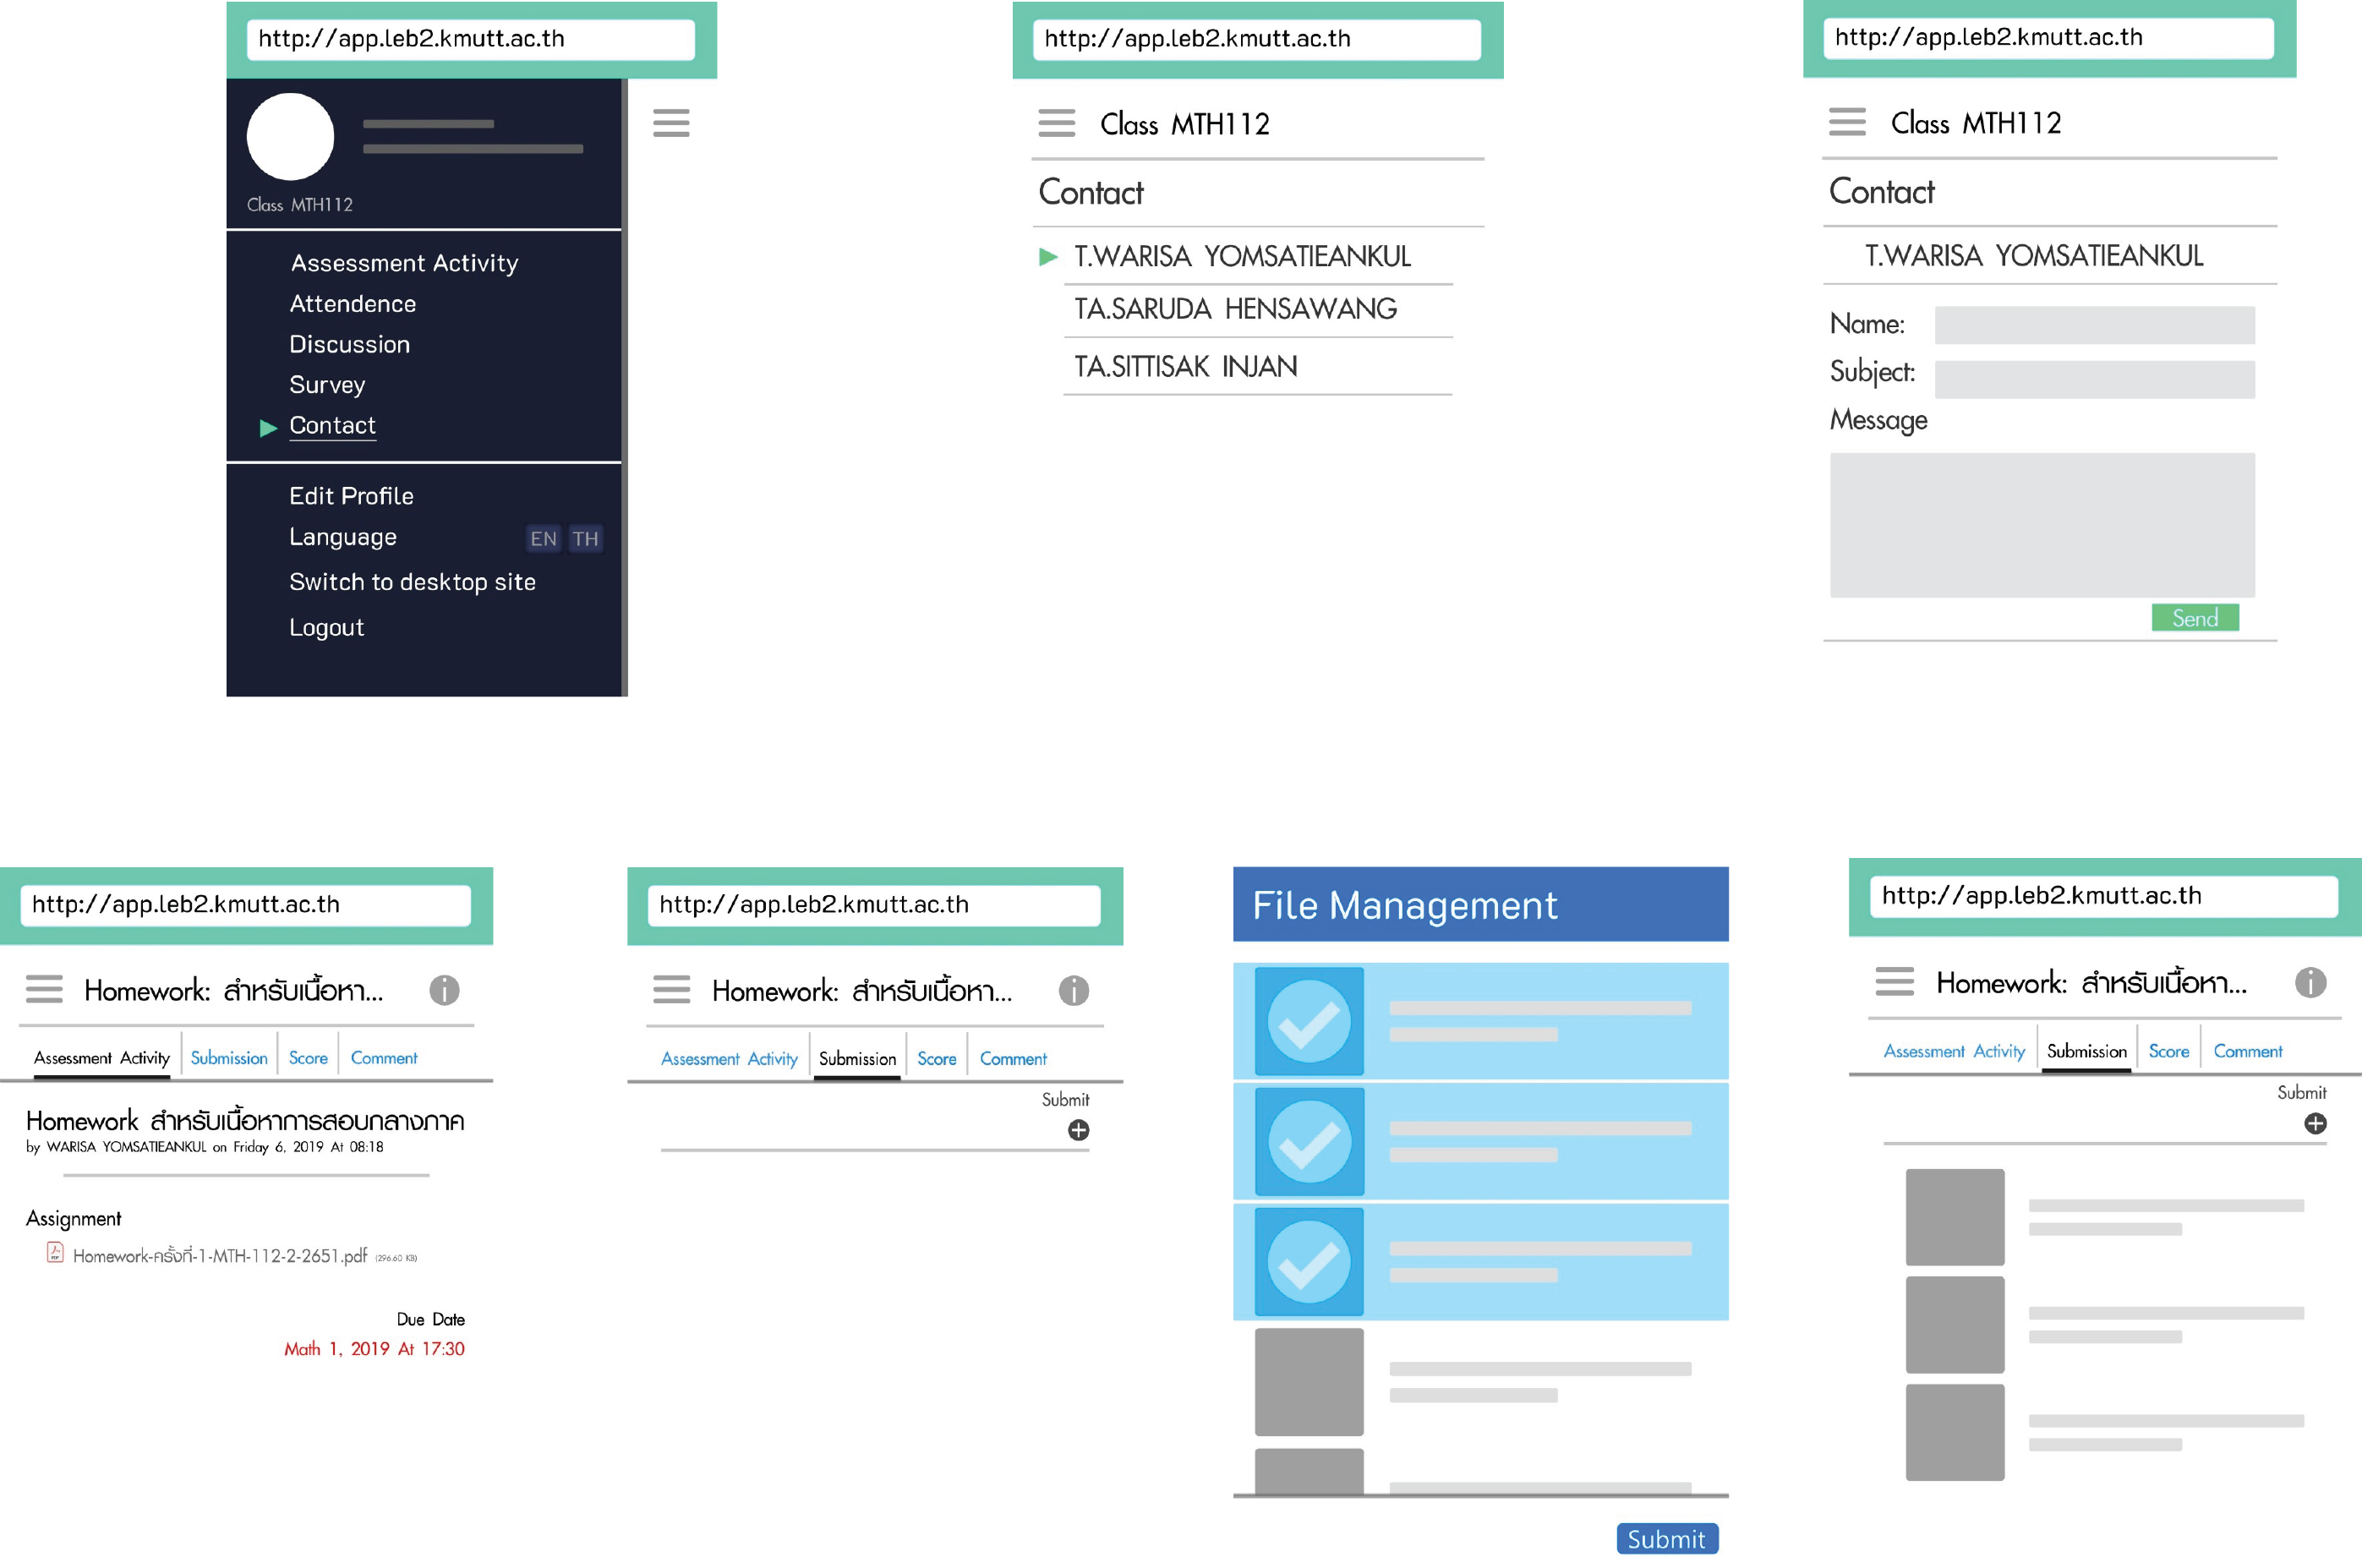 http://app.leb2.kmutt.ac.th
Class MTH112
Assessment Activity
Attendence
Discussion
Survey
Contact
Edit Profile
Language EN TH
Switch to desktop site
Logout
http://app.leb2.kmutt.ac.th
Class MTH112
Contact
T.WARISA YOMSATIEANKUL
TA.SARUDA HENSAWANG
TA.SITTISAK INJAN
http://app.leb2.kmutt.ac.th
Class MTH112
Contact
T.WARISA YOMSATIEANKUL
Name:
Subject:
Message
Send
http://app.leb2.kmutt.ac.th
Homework: สำหรับเนื้อหา...
Assessment Activity Submission Score Comment
Homework สำหรับเนื้อหาการสอบกลางภาค
by WARISA YOMSATIEANKUL on Friday 6, 2019 At 08:18
Assignment
PDF Homework-ครั้งที่-1-MTH-112-2-2651.pdf (296.60 KB)
Due Date
Math 1, 2019 At 17:30
http://app.leb2.kmutt.ac.th
Homework: สำหรับเนื้อหา...
Assessment Activity Submission Score Comment
Submit
File Management
Submit
http://app.leb2.kmutt.ac.th
Homework: สำหรับเนื้อหา...
Assessment Activity Submission Score Comment
Submit